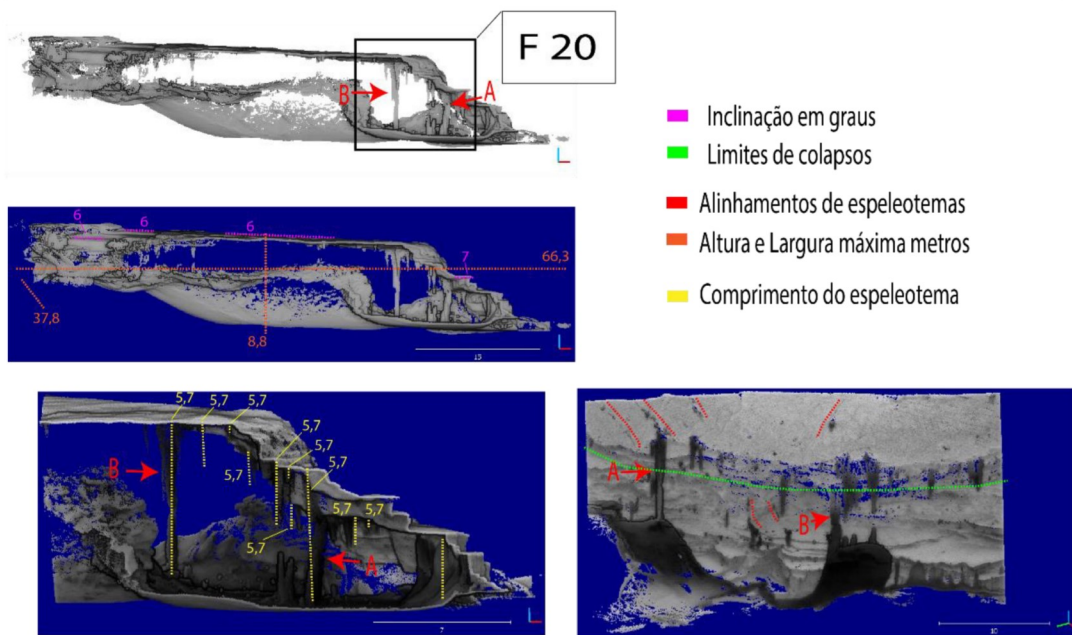 F 20
B
A
Inclinação em graus
Limites de colapsos
Alinhamentos de espeleotemas
Altura e Largura máxima metros
Comprimento do espeleotema
6
6
6
7
66,3
37,8
8,8
15
5,7
5,7
5,7
5,7
5,7
5,7
5,7
5,7
5,7
5,7
B
A
7
A
B
10